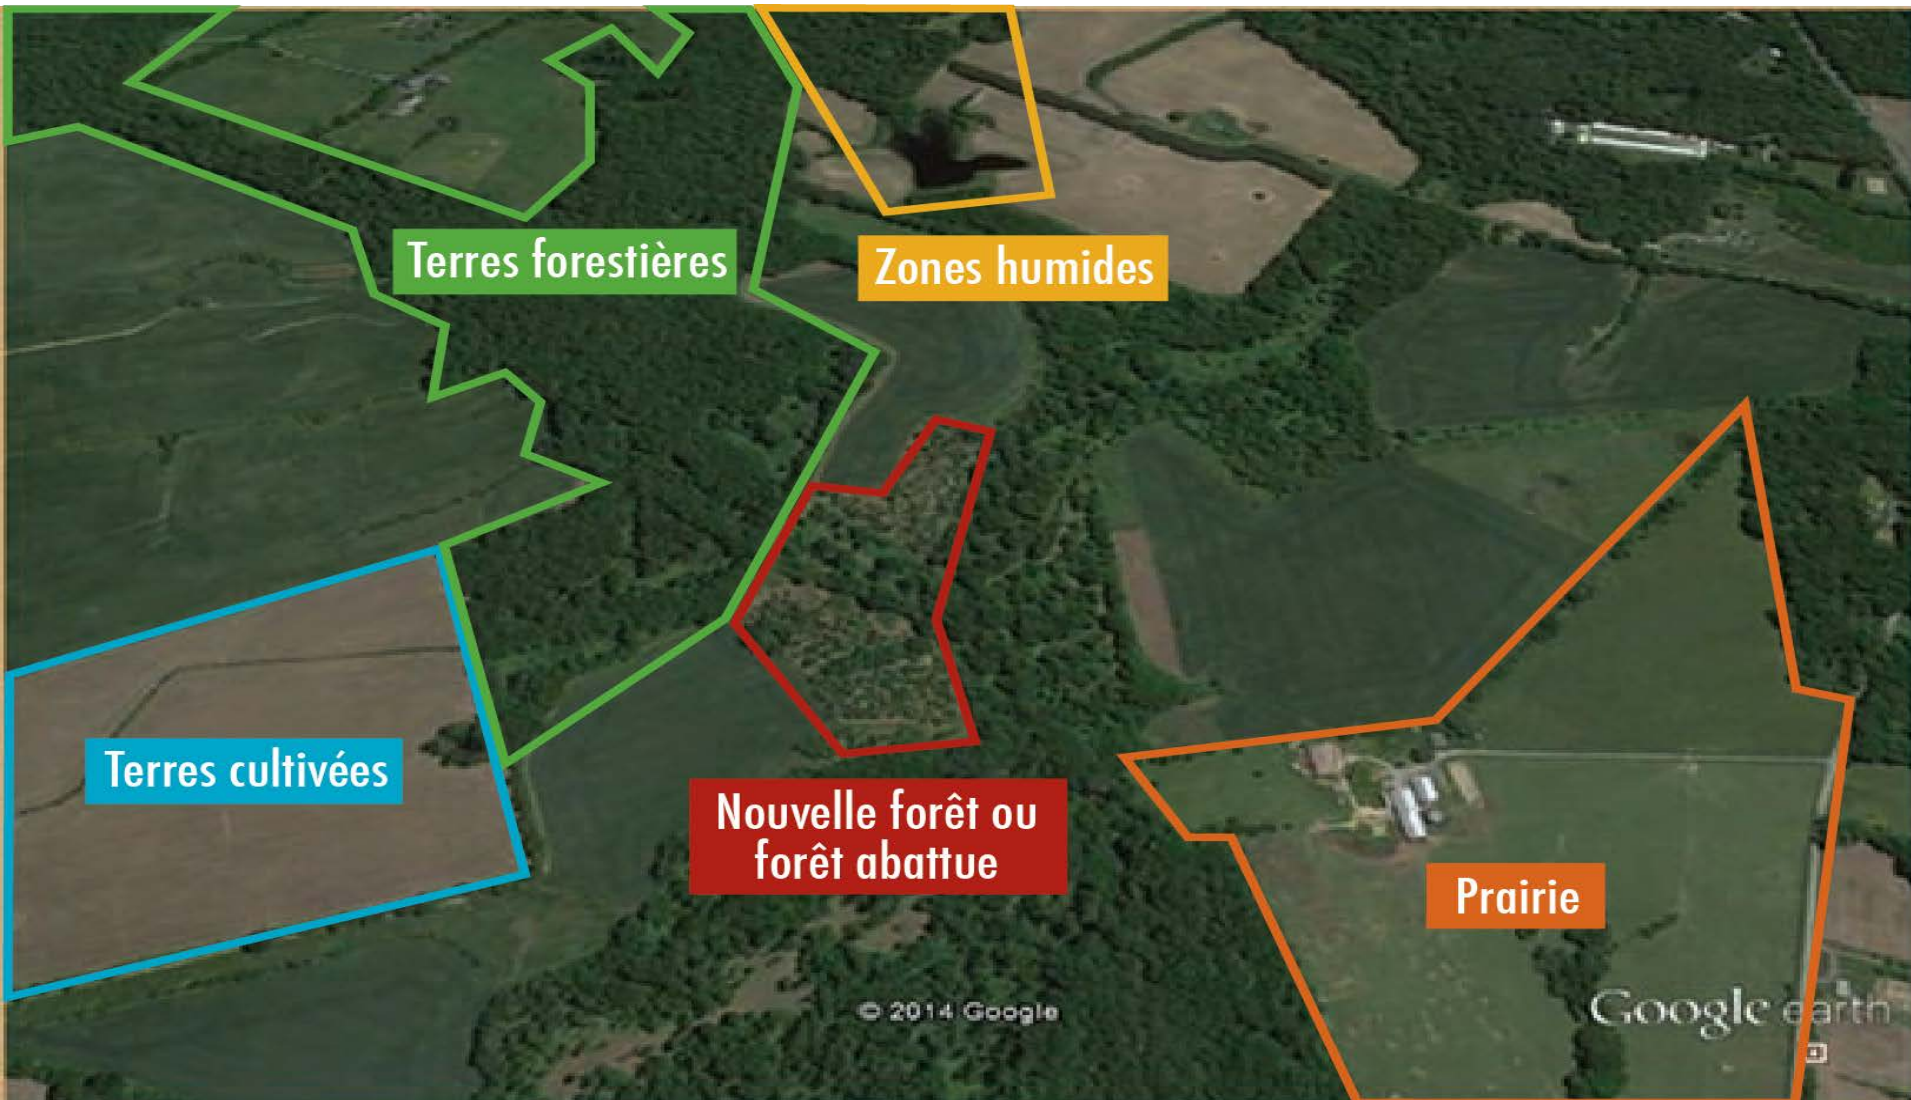 Terres forestières
Zones humides
Terres cultivées
Nouvelle forêt ou
forêt abattue
Prairie
© 2014 Google
Google earth